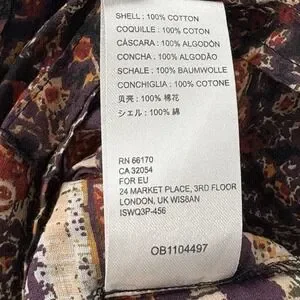 SHELL: 100% COTTON
COQUILLE: 100% COTON
CÁSCARA: 100% ALGODÓN
CONCHA: 100% ALGODÃO
SCHALE: 100% BAUMWOLLE
CONCHIGLIA: 100% COTONE
贝壳: 100% 棉花
シェル: 100% 綿
RN 66170
CA 32054
FOR EU
24 MARKET PLACE, 3RD FLOOR
LONDON, UK WIS8AN
ISWQ3P-456
OB1104497